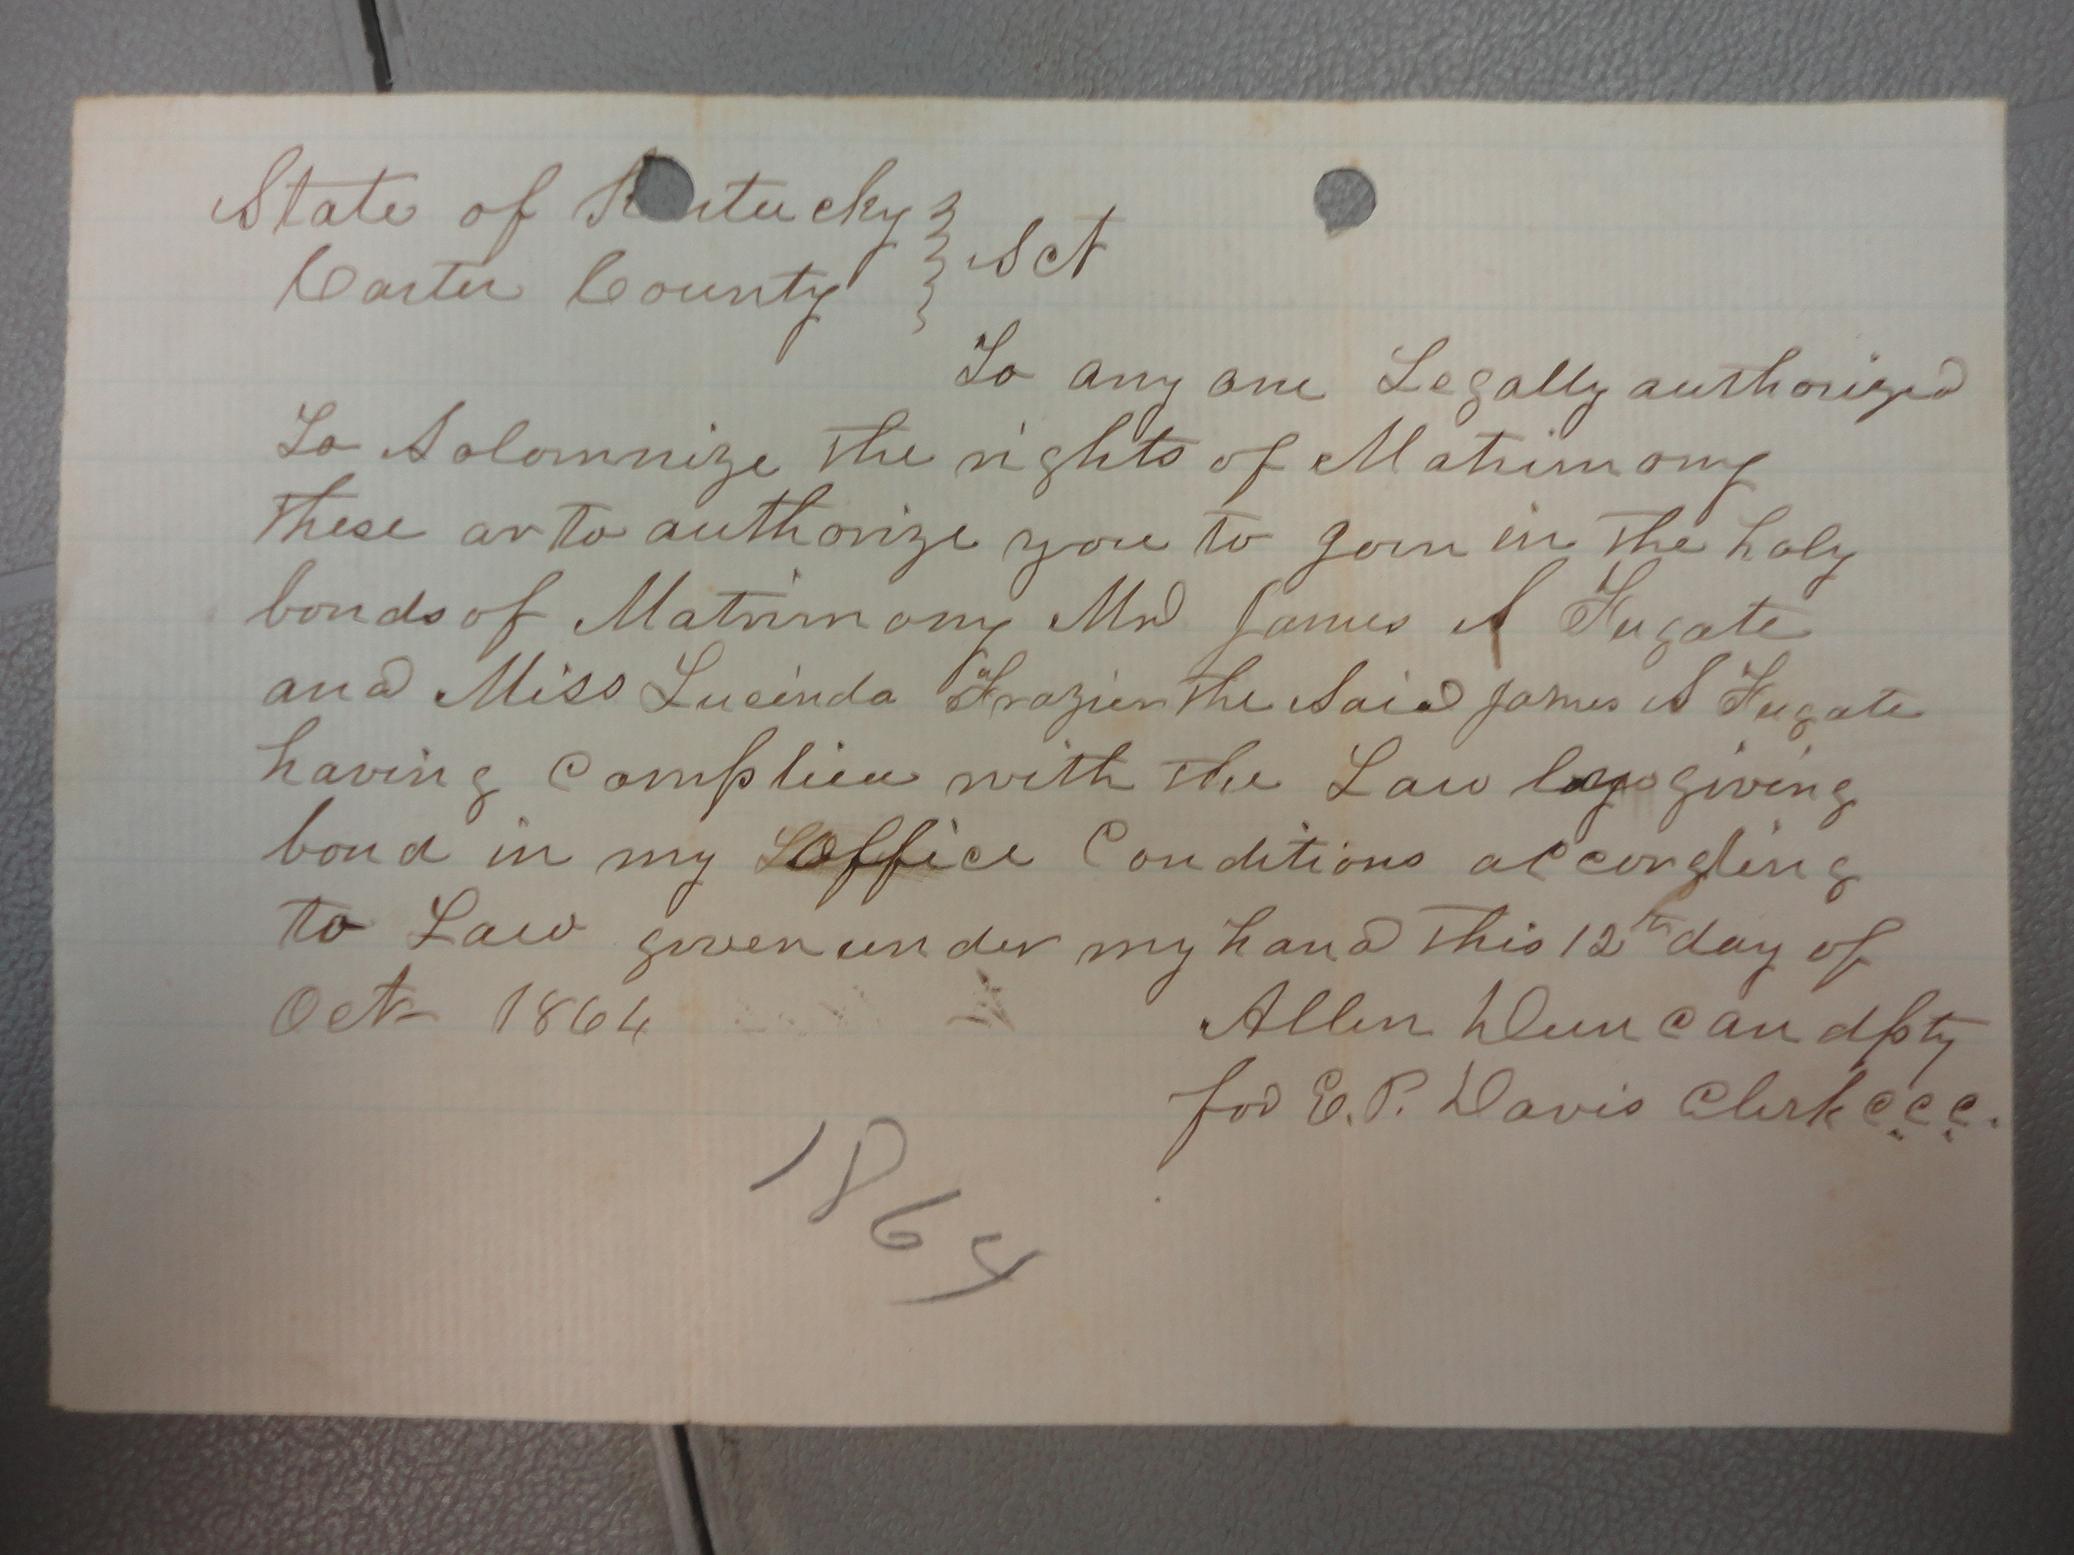 State of Kentucky
Carter County } Sct
To any one Legally authorized
To Solomnize the rights of Matrimony
these ar to authorize you to Join in the holy
bonds of Matrimony Mr James S Fugate
and Miss Lucinda Frazier the Said James S Fugate
having Complied with the Law by giving
bond in my Office Conditions according
to Law given under my hand this 12th day of
Oct 1864 Allen Duncan dpty
for E. P. Davis Clerk C.C.C.
1864